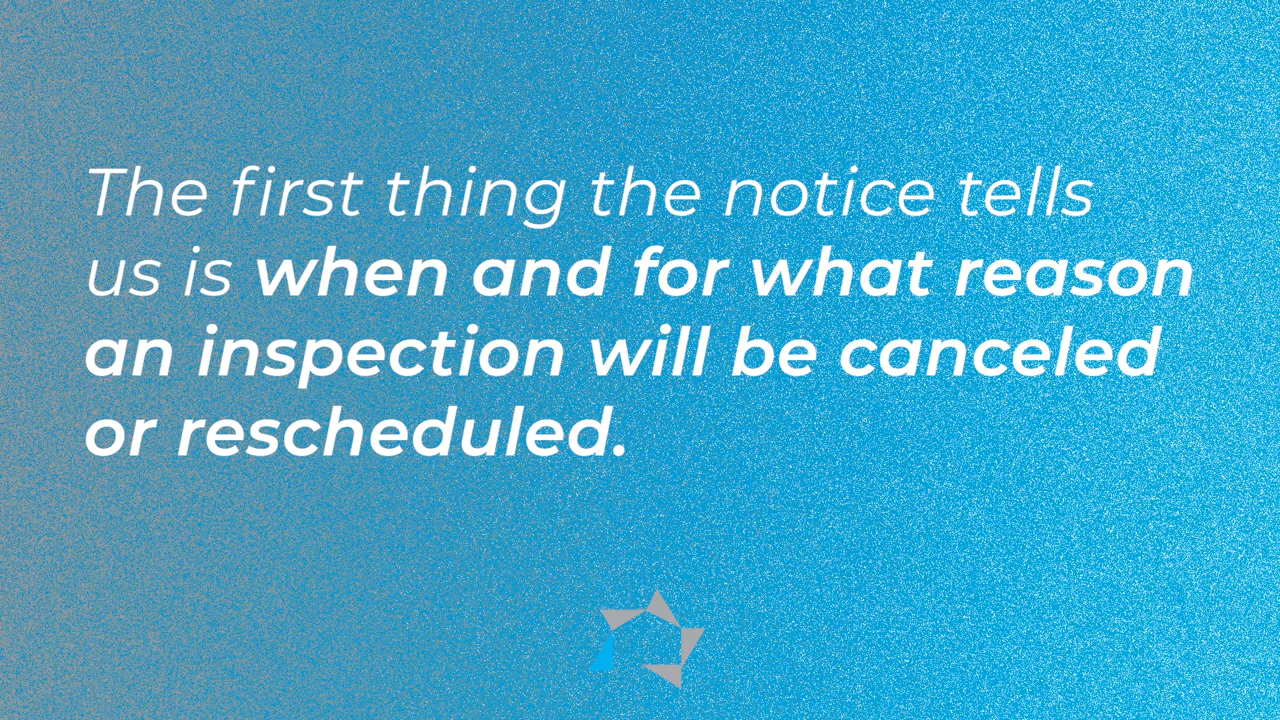 The first thing the notice tells
us is when and for what reason
an inspection will be canceled
or rescheduled.